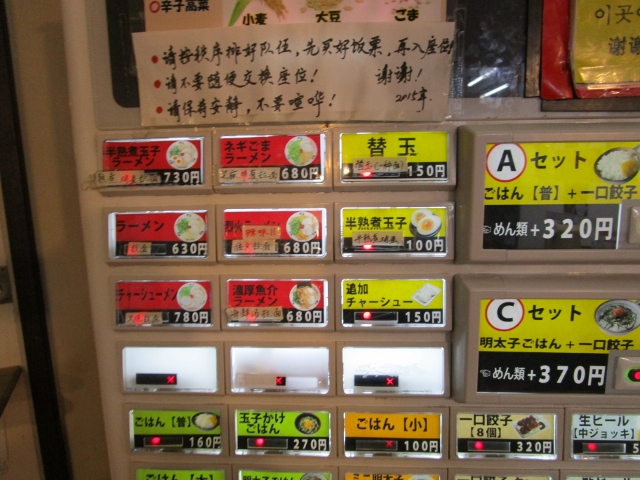 ○辛子高菜
小麦
大豆
ごま
이곳이
请按秩序排好队伍，先买好饭票，再入座位
请不要随便交换座位！
谢谢！
请保持安静，不要喧哗！
2015年.
半熟煮玉子
ラーメン
730円
ネギごま
ラーメン
680円
替玉
150円
Aセット
ごはん【普】+一口餃子
めん類+320円
ラーメン
630円
680円
半熟煮玉子
100円
チャーシューメン
780円
濃厚魚介
ラーメン
680円
追加
チャーシュー
150円
Cセット
明太子ごはん+一口餃子
めん類+370円
ごはん【普】
160円
玉子かけ
ごはん
270円
ごはん【小】
100円
一口餃子
【8個】
320円
生ビール
【中ジョッキ】